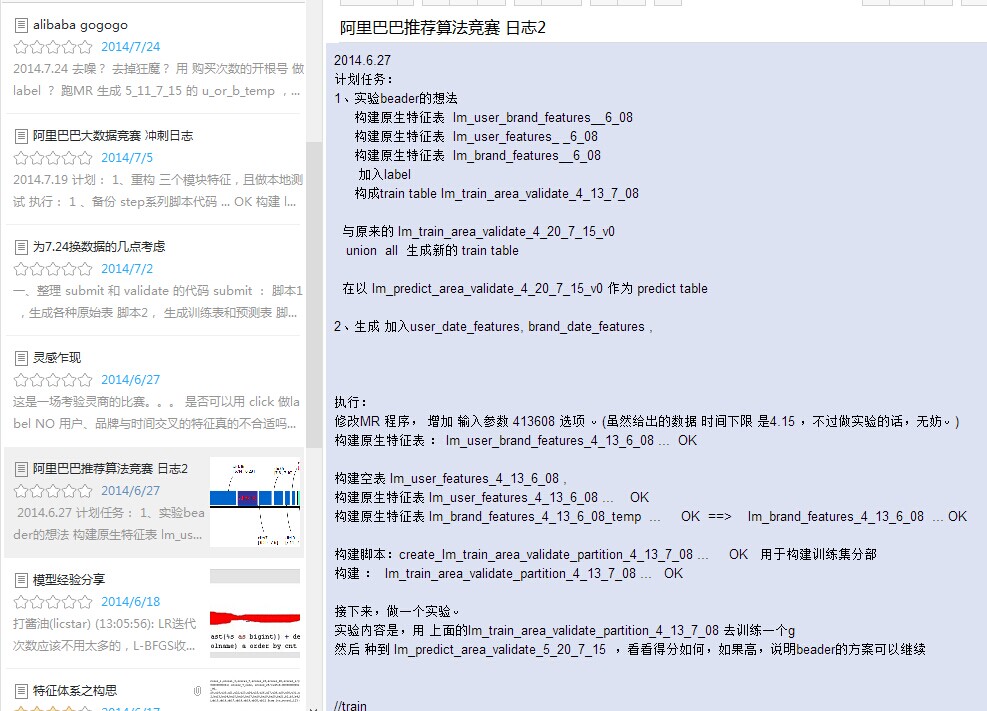 alibaba gogogo
2014/7/24
2014.7.24 去噪？ 去掉狂魔？ 用 购买次数的开根号 做
label ？ 跑MR 生成 5_11_7_15 的 u_or_b_temp ，...
阿里巴巴大数据竞赛 冲刺日志
2014/7/5
2014.7.19 计划： 1、重构 三个模块特征，且做本地测
试 执行： 1 、备份 step系列脚本代码 ... OK 构建 l...
为7.24换数据的几点考虑
2014/7/2
一、整理 submit 和 validate 的代码 submit ： 脚本1
，生成各种原始表 脚本2， 生成训练表和预测表 脚...
灵感乍现
2014/6/27
这是一场考验灵商的比赛。。。 是否可以用 click 做la
bel NO 用户、品牌与时间交叉的特征真的不合适吗...
阿里巴巴推荐算法竞赛 日志2
2014/6/27
2014.6.27 计划任务： 1、实验bea
der的想法 构建原生特征表 lm_us...
模型经验分享
2014/6/18
打酱油(licstar) (13:05:56): LR迭代
次数应该不用太多的，L-BFGS收...
ast(%s as bigint)) + de
olname) a order by cnt
特征体系之构思
2014/6/17
阿里巴巴推荐算法竞赛 日志2
2014.6.27
计划任务：
1、实验beader的想法
构建原生特征表 lm_user_brand_features__6_08
构建原生特征表 lm_user_features_ _6_08
构建原生特征表 lm_brand_features__6_08
加入label
构成train table lm_train_area_validate_4_13_7_08
与原来的 lm_train_area_validate_4_20_7_15_v0
union all 生成新的 train table
在以 lm_predict_area_validate_4_20_7_15_v0 作为 predict table
2、生成 加入user_date_features, brand_date_features ,
执行：
修改MR 程序， 增加 输入参数 413608 选项 。(虽然给出的数据 时间下限 是4.15 ，不过做实验的话，无妨。)
构建原生特征表 ： lm_user_brand_features_4_13_6_08 ... OK
构建空表 lm_user_features_4_13_6_08 ,
构建原生特征表 lm_user_features_4_13_6_08 ... OK
构建原生特征表 lm_brand_features_4_13_6_08_temp ... OK ==> lm_brand_features_4_13_6_08 ... OK
构建脚本：create_lm_train_area_validate_partition_4_13_7_08 ... OK 用于构建训练集分部
构建： lm_train_area_validate_partition_4_13_7_08 ... OK
接下来，做一个实验。
实验内容是，用 上面的lm_train_area_validate_partition_4_13_7_08 去训练一个g
然后 种到 lm_predict_area_validate_5_20_7_15 ，看看得分如何，如果高，说明beader的方案可以继续
//train